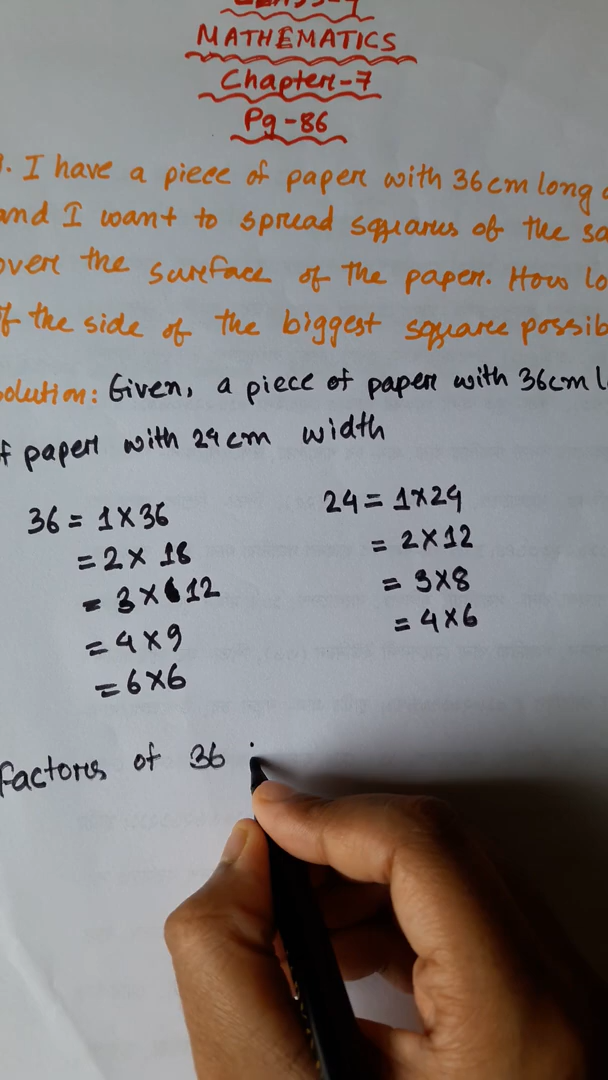 MATHEMATICS
Chapter-7
Pg-86
I have a piece of paper with 36cm long
and I want to spread squares of the
over the surface of the paper. How
of the side of the biggest square
Solution: Given, a piece of paper with 36cm
of paper with 24cm width
36 = 1×36
= 2× 18
= 3× 12
= 4×9
= 6×6
24 = 1×24
= 2×12
= 3×8
= 4×6
factors of 36